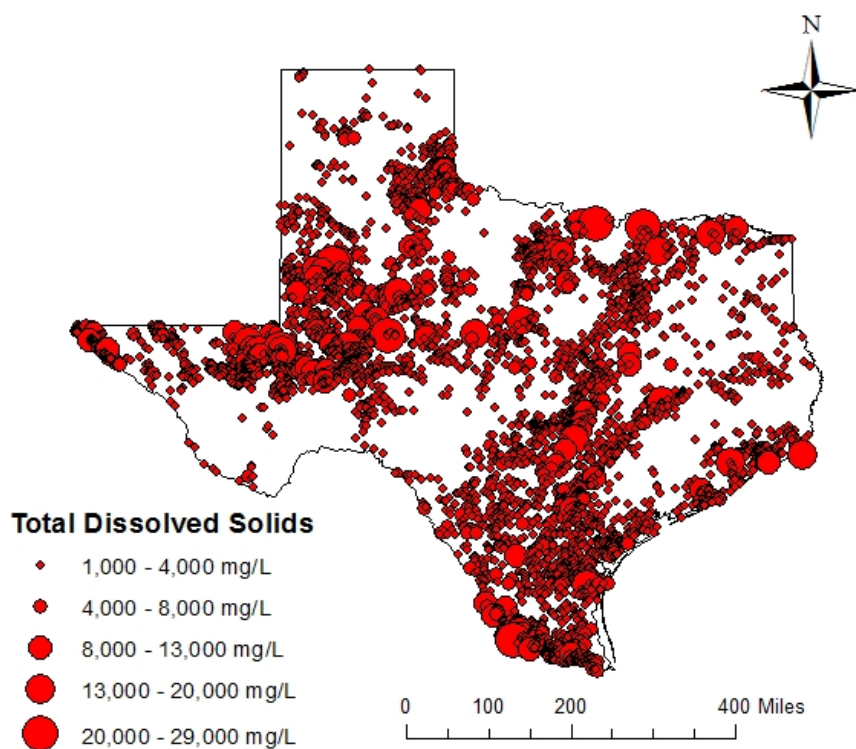 N
Total Dissolved Solids
1,000 - 4,000 mg/L
4,000 - 8,000 mg/L
8,000 - 13,000 mg/L
13,000 - 20,000 mg/L
20,000 - 29,000 mg/L
0 100 200 400 Miles